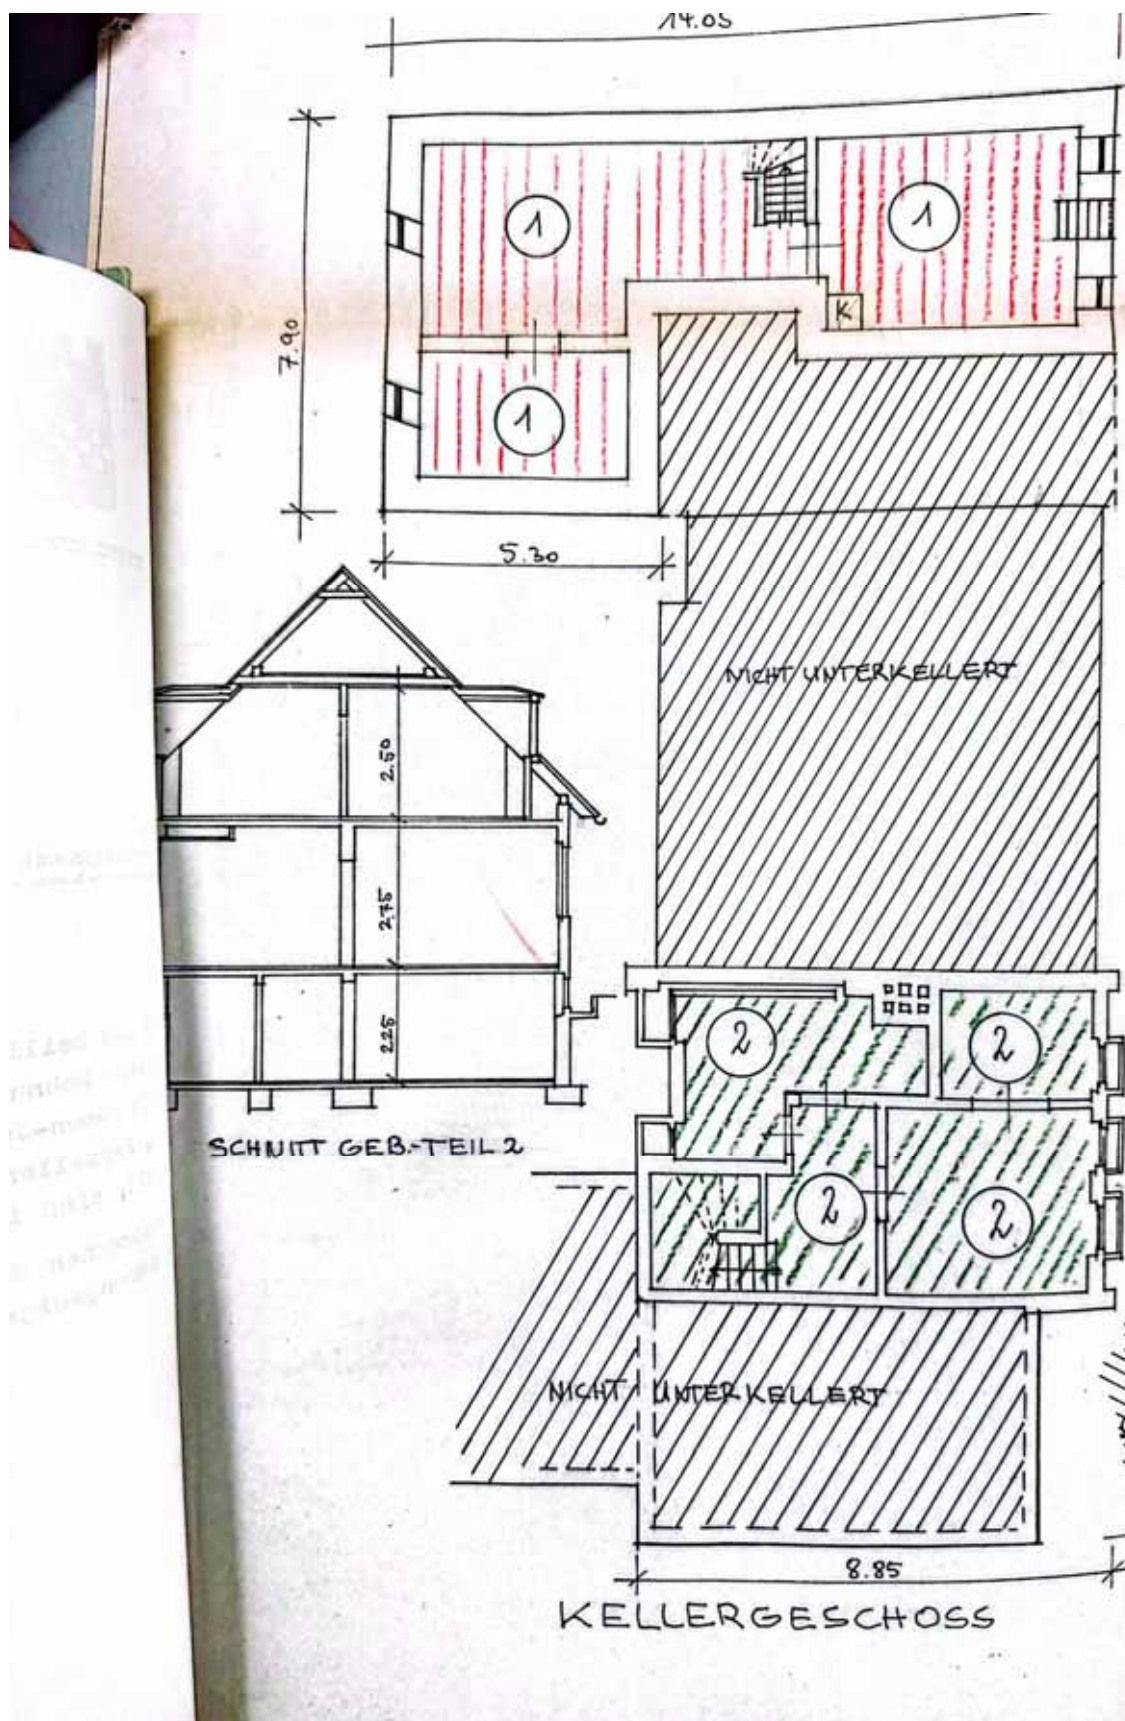 14.05
1
1
K
7.90
1
5.30
NICHT UNTERKELLERT
2.50
2.75
2.25
2
2
SCHNITT GEB.-TEIL 2
2
2
NICHT UNTERKELLERT
8.85
KELLERGESCHOSS